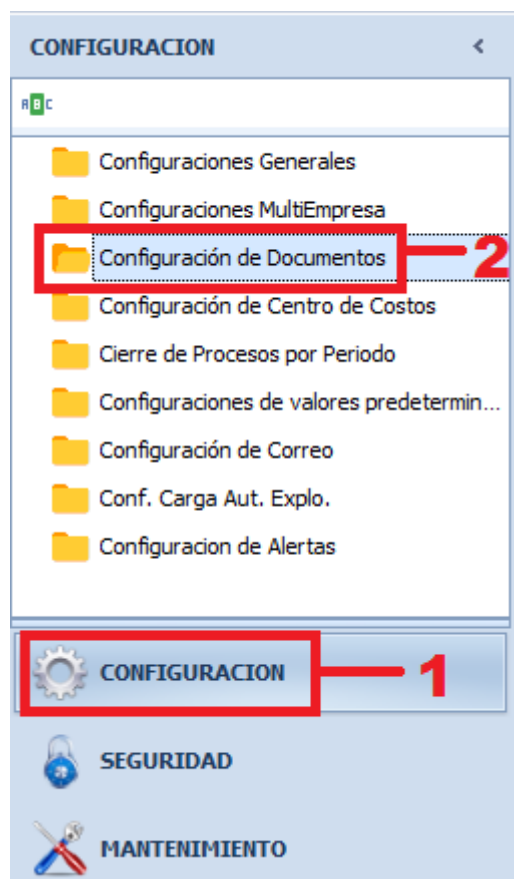 CONFIGURACION
ABC
Configuraciones Generales
Configuraciones MultiEmpresa
Configuración de Documentos
2
Configuración de Centro de Costos
Cierre de Procesos por Periodo
Configuraciones de valores predetermin...
Configuración de Correo
Conf. Carga Aut. Explo.
Configuracion de Alertas
CONFIGURACION
1
SEGURIDAD
MANTENIMIENTO